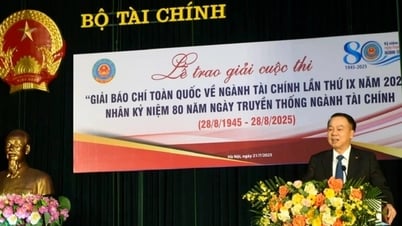 BỘ TÀI CHÍNH
80
1945-2025
Lễ trao giải cuộc thi
"GIẢI BÁO CHÍ TOÀN QUỐC VỀ NGÀNH TÀI CHÍNH LẦN THỨ IX NĂM 202
NHÂN KỶ NIỆM 80 NĂM NGÀY TRUYỀN THỐNG NGÀNH TÀI CHÍNH
(28/8/1945 - 28/8/2025)
Hà Nội, ngày 21/7/2025